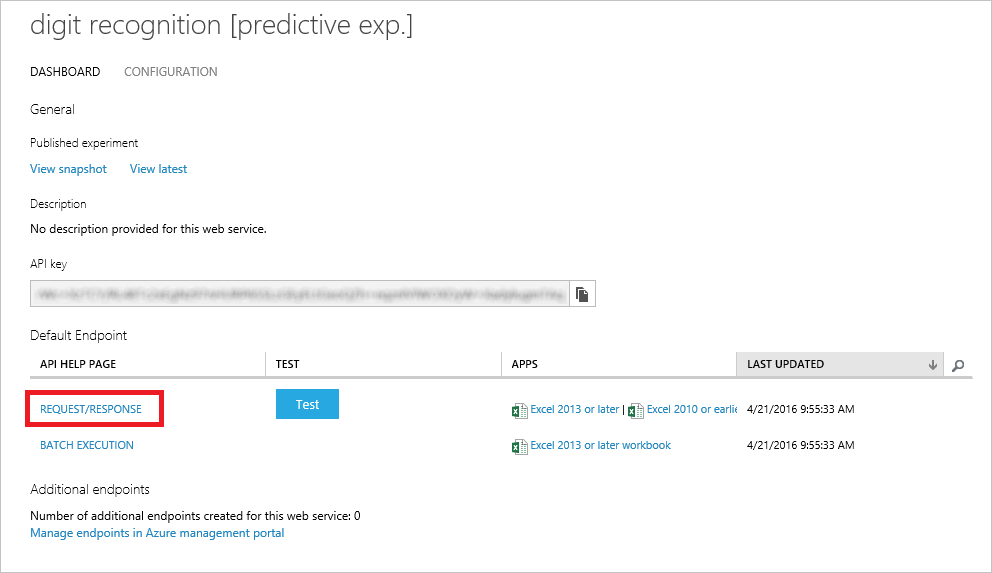 digit recognition [predictive exp.]
DASHBOARD CONFIGURATION
General
Published experiment
View snapshot View latest
Description
No description provided for this web service.
API key
Default Endpoint
API HELP PAGE TEST APPS LAST UPDATED
REQUEST/RESPONSE Test Excel 2013 or later | Excel 2010 or earlie 4/21/2016 9:55:33 AM
BATCH EXECUTION Excel 2013 or later workbook 4/21/2016 9:55:33 AM
Additional endpoints
Number of additional endpoints created for this web service: 0
Manage endpoints in Azure management portal